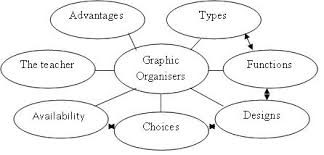 Advantages
Types
The teacher
Graphic
Organisers
Functions
Availability
Choices
Designs